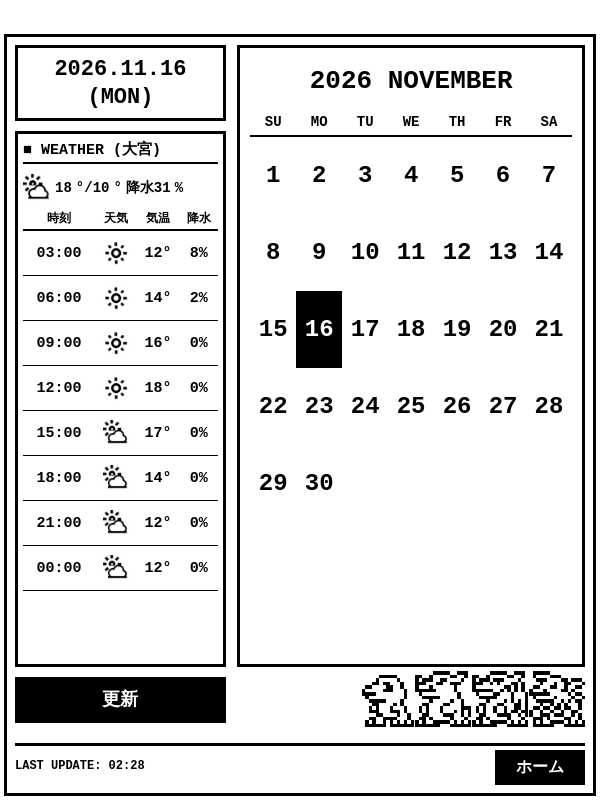 2026.11.16
(MON)
■ WEATHER (大宮)
18°/10° 降水31%
時刻 天気 気温 降水
03:00 12° 8%
06:00 14° 2%
09:00 16° 0%
12:00 18° 0%
15:00 17° 0%
18:00 14° 0%
21:00 12° 0%
00:00 12° 0%
更新
2026 NOVEMBER
SU MO TU WE TH FR SA
1 2 3 4 5 6 7
8 9 10 11 12 13 14
15 16 17 18 19 20 21
22 23 24 25 26 27 28
29 30
LAST UPDATE: 02:28
ホーム